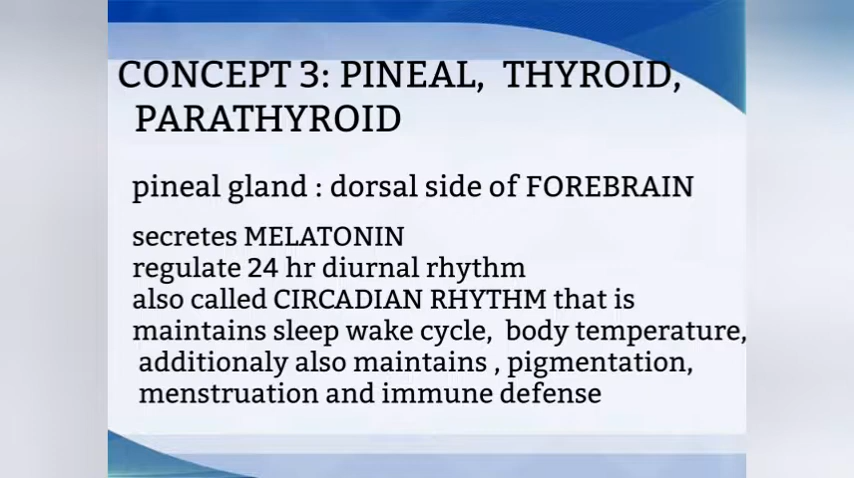 CONCEPT 3: PINEAL, THYROID,
PARATHYROID
pineal gland : dorsal side of FOREBRAIN
secretes MELATONIN
regulate 24 hr diurnal rhythm
also called CIRCADIAN RHYTHM that is
maintains sleep wake cycle, body temperature,
additionaly also maintains , pigmentation,
menstruation and immune defense